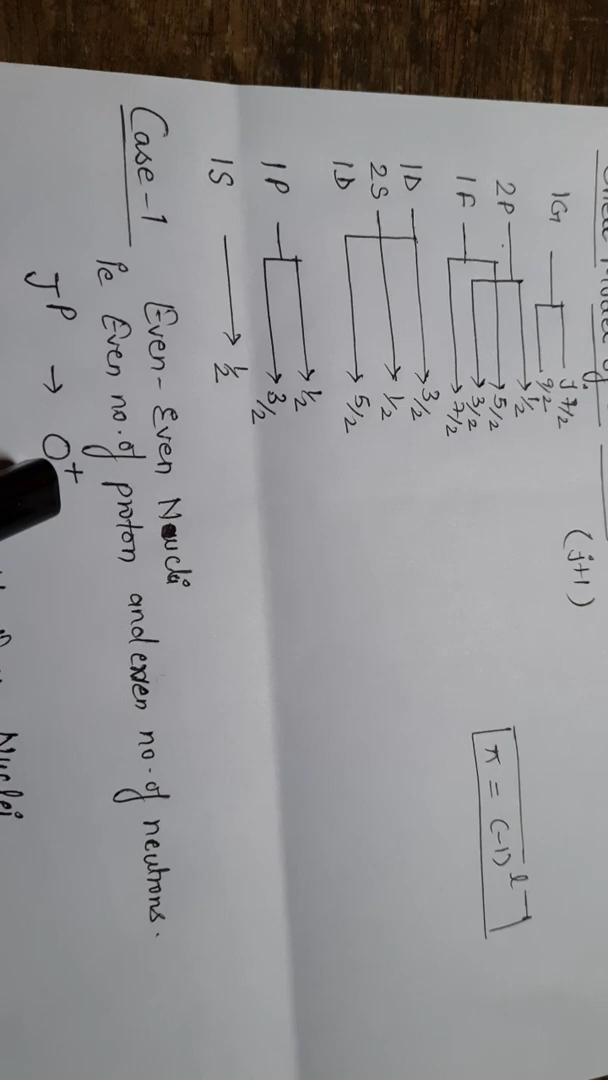 Shell Model of
(j+1)
1G J 7/2
9/2
2P 1/2
5/2
1F 3/2
7/2
1D 3/2
2S 1/2
1D 5/2
1P 1/2
3/2
1S → 1/2
π = (-1)^l
Case-1 Even-Even Nuclei
ie Even no. of proton and even no. of neutrons.
J^P → 0^+
Nuclei